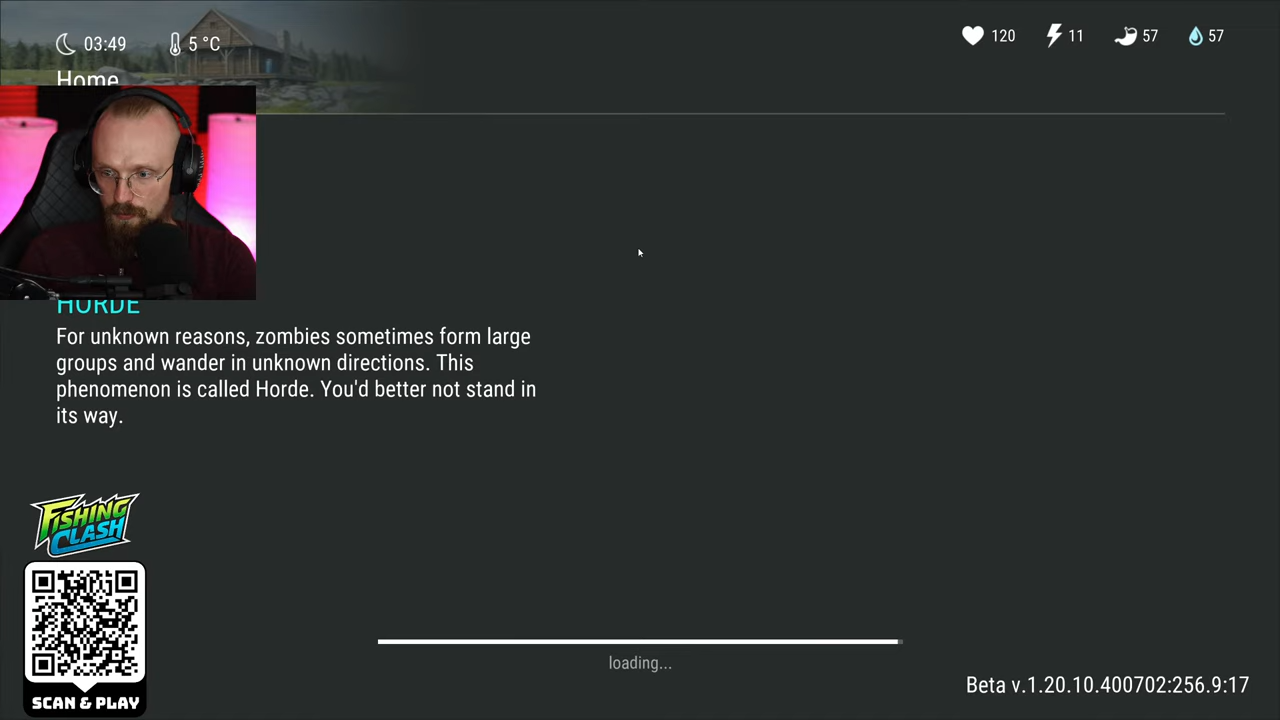 03:49
5 °C
120
11
57
57
Home
HORDE
For unknown reasons, zombies sometimes form large
groups and wander in unknown directions. This
phenomenon is called Horde. You'd better not stand in
its way.
FISHING
CLASH
SCAN & PLAY
loading...
Beta v.1.20.10.400702:256.9:17